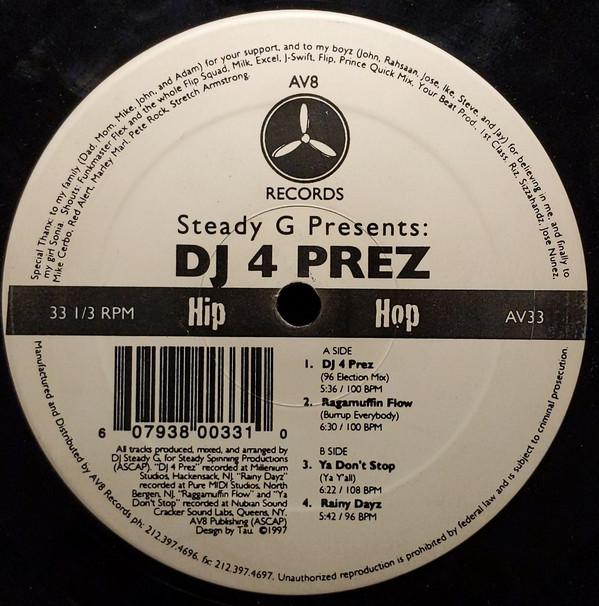 Special Thanx: to my family (Dad, Mom, Mike, John, and Adam) for your support, and to my boyz (John, Rahsaan, Jose, Ike, Steve, and Jay) for believing in me, and finally to
my girl Sonia. Shouts: Funkmaster Flex and the whole Flip Squad, Milk, Excel, J-Swift, Flip, Prince Quick Mix, Your Beat Prod. 1st Class, Riz, Sizzahandz, Jose Nunez,
Mike Cerbo, Red Alert, Marley Marl, Pete Rock, Stretch Armstrong.
AV8
RECORDS
Steady G Presents:
DJ 4 PREZ
33 1/3 RPM Hip Hop AV33
A SIDE
1. DJ 4 Prez
(96 Election Mix)
5:36 / 100 BPM
2. Ragamuffin Flow
(Burrup Everybody)
6:30 / 100 BPM
B SIDE
3. Ya Don't Stop
(Ya Y'all)
6:22 / 108 BPM
4. Rainy Dayz
5:42 / 96 BPM
6 07938 00331 0
All tracks produced, mixed, and arranged by
DJ Steady G, for Steady Spinning Productions
(ASCAP). "DJ 4 Prez" recorded at Millenium
Studios, Hackensack, NJ. "Rainy Dayz"
recorded at Pure MIDI Studios, North
Bergen, NJ, "Raggamuffin Flow" and "Ya
Don't Stop" recorded at Nubian Sound
Cracker Sound Labs, Queens, NY.
AV8 Publishing (ASCAP)
Design by Tau. ©1997
Manufactured and Distributed by AV8 Records ph: 212.397.4696. fx: 212.397.4697. Unauthorized reproduction is prohibited by federal law and is subject to criminal prosecution.